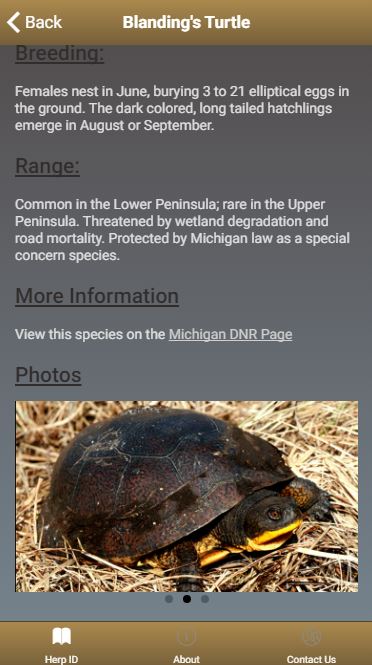 Back
Blanding's Turtle
Breeding:
Females nest in June, burying 3 to 21 elliptical eggs in
the ground. The dark colored, long tailed hatchlings
emerge in August or September.
Range:
Common in the Lower Peninsula; rare in the Upper
Peninsula. Threatened by wetland degradation and
road mortality. Protected by Michigan law as a special
concern species.
More Information
View this species on the Michigan DNR Page
Photos
Herp ID
About
Contact Us